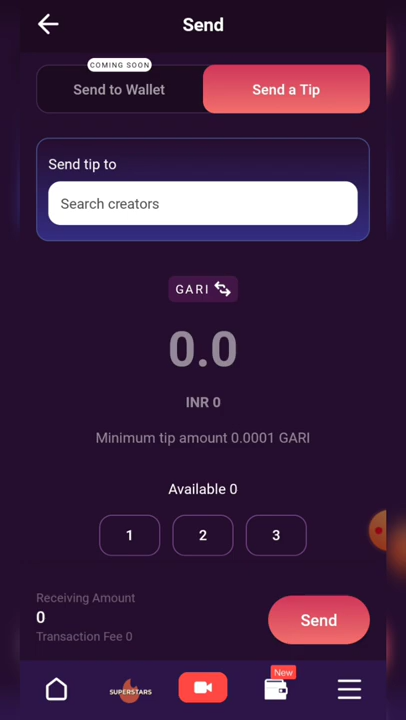 Send
COMING SOON
Send to Wallet
Send a Tip
Send tip to
Search creators
GARI
0.0
INR 0
Minimum tip amount 0.0001 GARI
Available 0
1
2
3
Receiving Amount
0
Transaction Fee 0
Send
SUPERSTARS
New